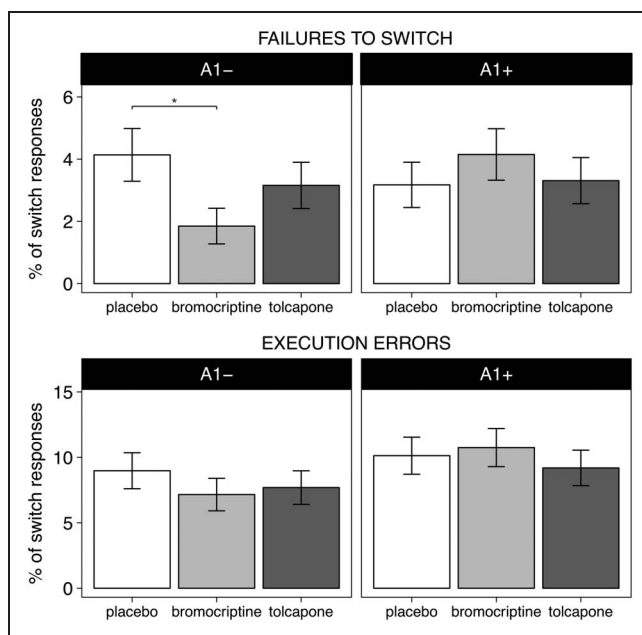 FAILURES TO SWITCH
A1− A1+
% of switch responses
6
4
2
0
*
placebo bromocriptine tolcapone placebo bromocriptine tolcapone
EXECUTION ERRORS
A1− A1+
% of switch responses
15
10
5
0
placebo bromocriptine tolcapone placebo bromocriptine tolcapone